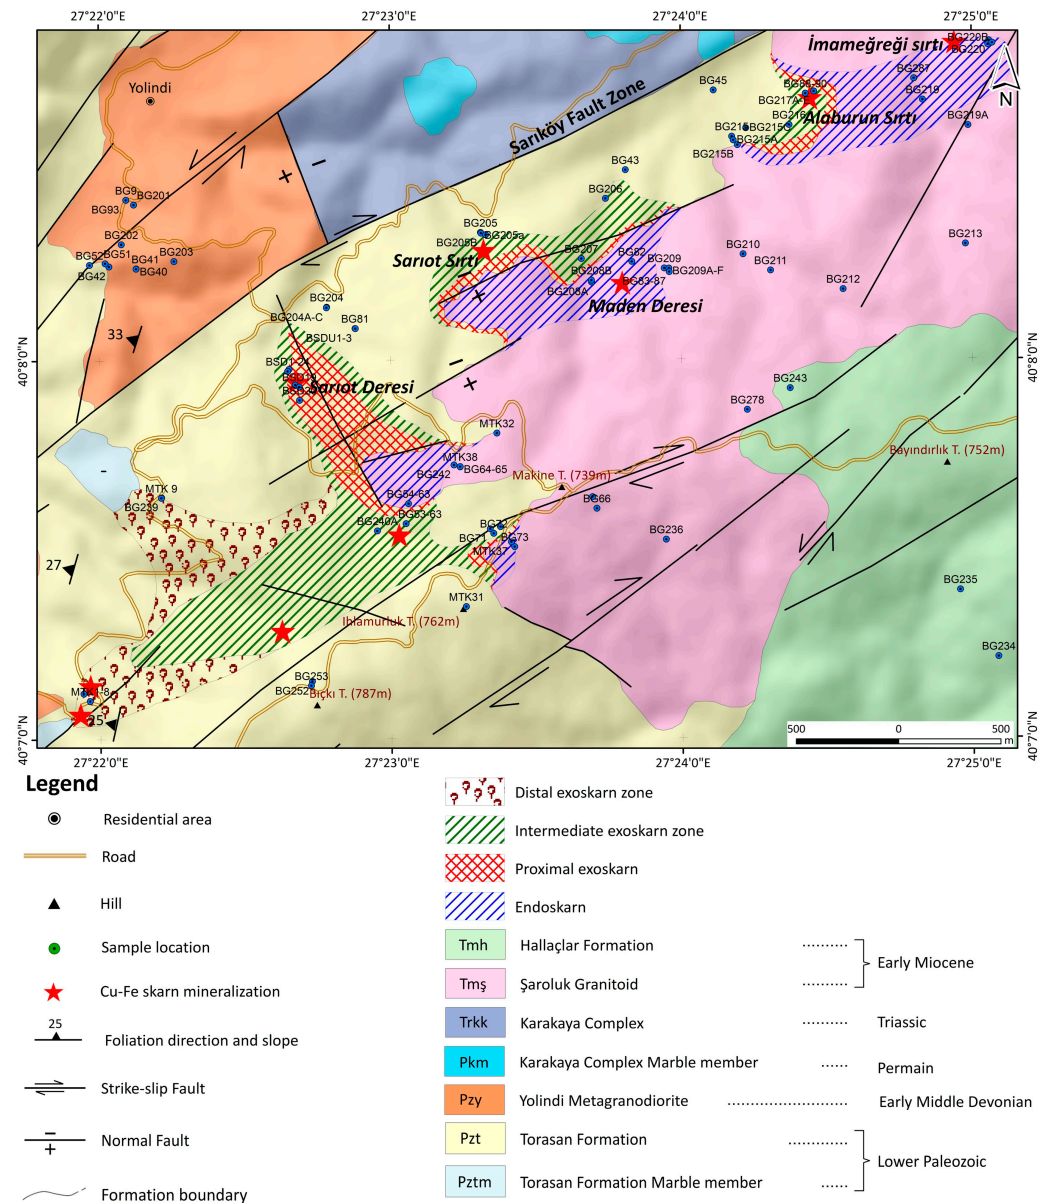 27°22'0"E
27°23'0"E
27°24'0"E
27°25'0"E
İmameğreği sırtı
BG220B
BG220
Yolindi
BG45
BG88-90
BG287
BG217A-E
BG219
N
Sarıköy Fault Zone
BG216
Alaburun Sırtı
BG219A
BG215
BG215C
BG215A
BG215B
BG43
BG9
BG201
BG93
BG206
BG205
BG205a
BG205B
BG202
BG52
BG51
BG41
BG203
BG42
BG40
Sarıot Sırtı
BG207
BG82
BG209
BG210
BG213
BG208B
BG209A-F
BG211
BG208A
BG83-87
BG212
Maden Deresi
BG204
BG204A-C
BG81
33
BSDU1-3
40°8'0"N
40°8'0"N
Sarıot Deresi
BG243
BG278
MTK32
Bayındırlık T. (752m)
MTK38
BG242
BG64-65
Makine T. (739m)
MTK 9
BG239
BG64-63
BG66
BG240A
BG83-63
BG72
BG71
BG73
MTK37
BG236
27
BG235
MTK31
Ihlamurluk T. (762m)
BG234
BG253
BG252
Bıçkı T. (787m)
MTK1-8
25
500
0
500
m
40°7'0"N
40°7'0"N
27°22'0"E
27°23'0"E
27°24'0"E
27°25'0"E
Legend
Residential area
Road
Hill
Sample location
Cu-Fe skarn mineralization
25
Foliation direction and slope
Strike-slip Fault
Normal Fault
Formation boundary
Distal exoskarn zone
Intermediate exoskarn zone
Proximal exoskarn
Endoskarn
Tmh Hallaçlar Formation
Tmş Şaroluk Granitoid
Early Miocene
Trkk Karakaya Complex Triassic
Pkm Karakaya Complex Marble member Permain
Pzy Yolindi Metagranodiorite Early Middle Devonian
Pzt Torasan Formation
Pztm Torasan Formation Marble member
Lower Paleozoic